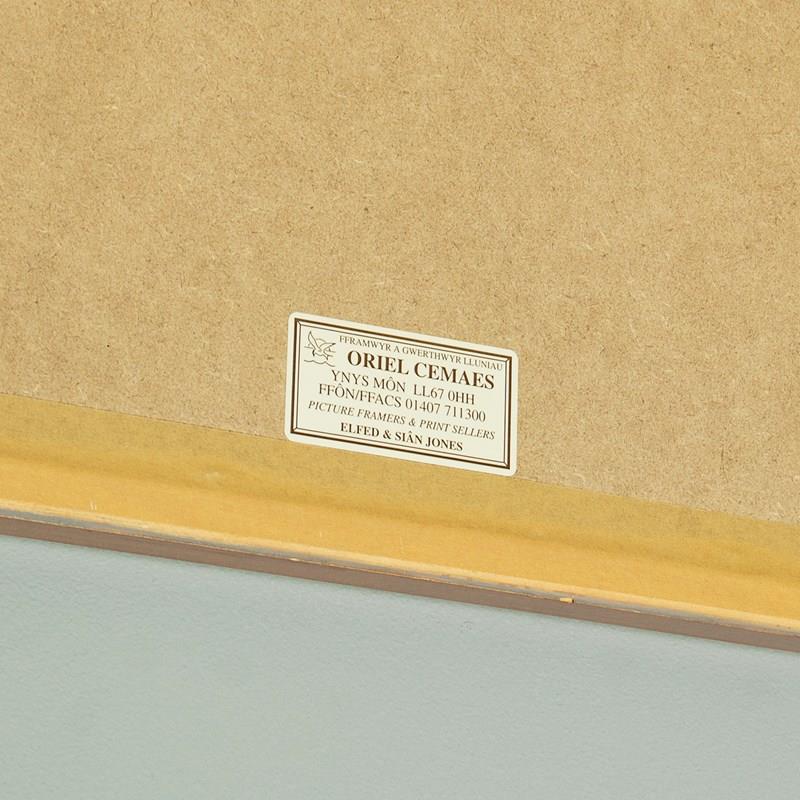 FFRAMWYR A GWERTHWYR LLUNIAU
ORIEL CEMAES
YNYS MÔN LL67 0HH
FFÔN/FFACS 01407 711300
PICTURE FRAMERS & PRINT SELLERS
ELFED & SIÂN JONES